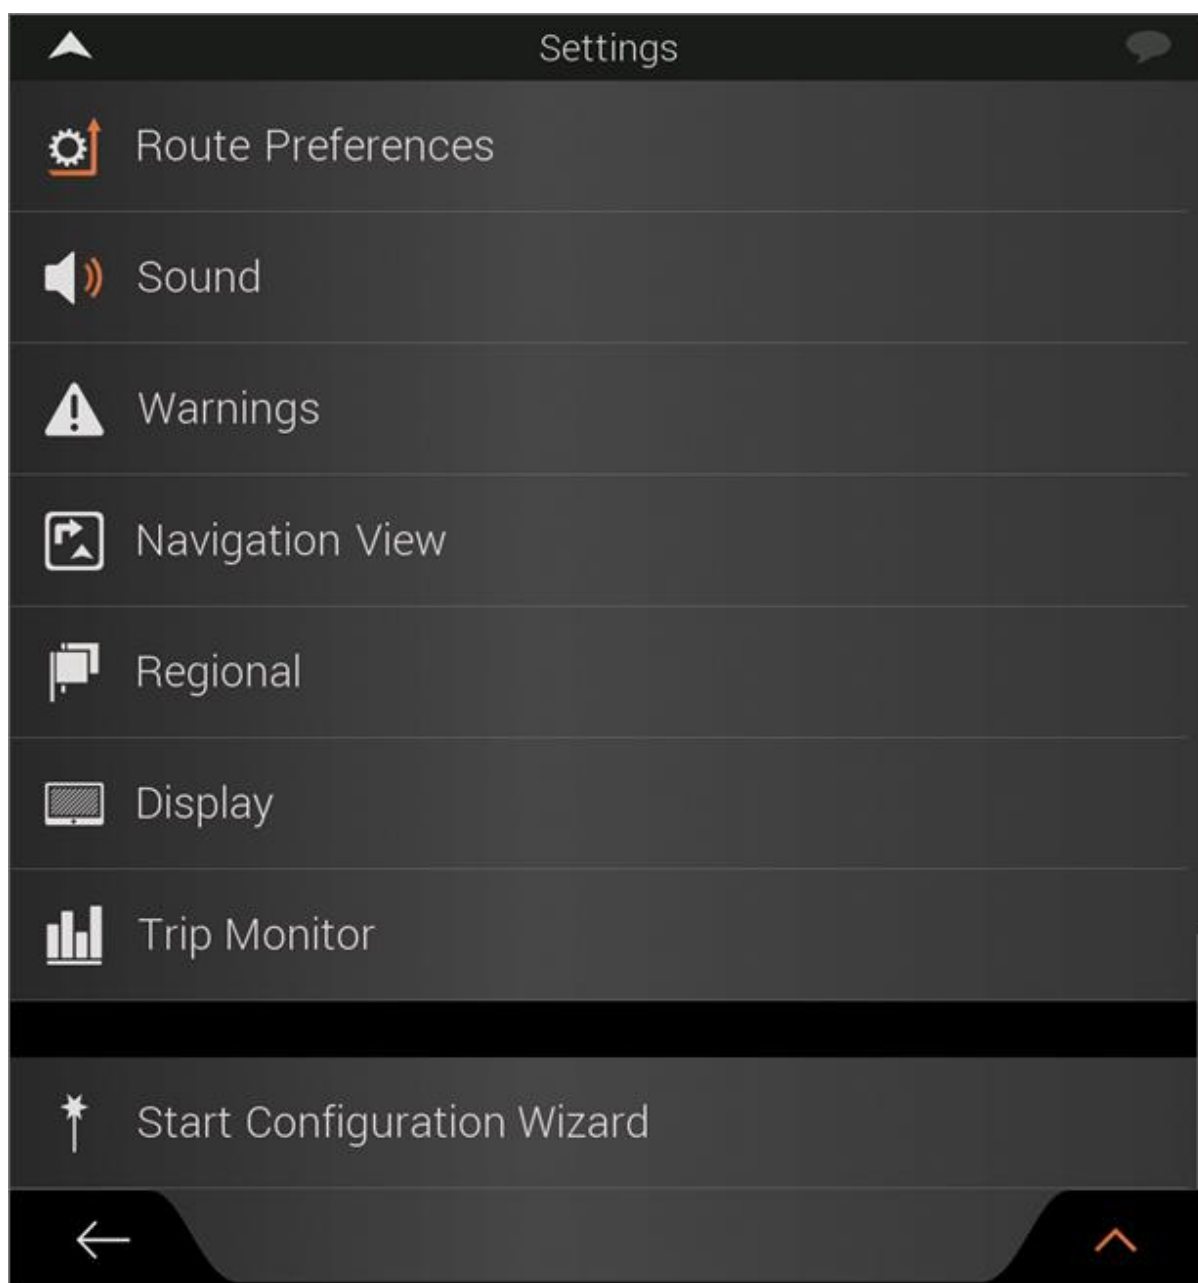 Settings
Route Preferences
Sound
Warnings
Navigation View
Regional
Display
Trip Monitor
Start Configuration Wizard